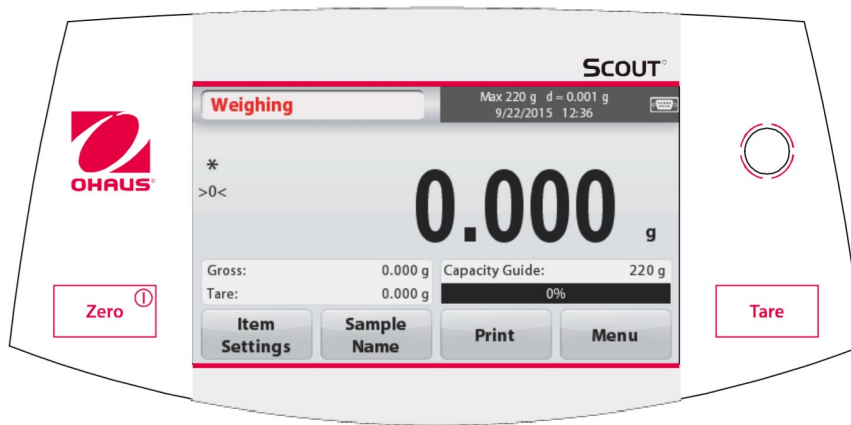 SCOUT
Weighing
Max 220 g d = 0.001 g
9/22/2015 12:36
OHAUS
*
>0<
0.000 g
Gross: 0.000 g
Tare: 0.000 g
Capacity Guide: 220 g
0%
Zero
Item Settings
Sample Name
Print
Menu
Tare